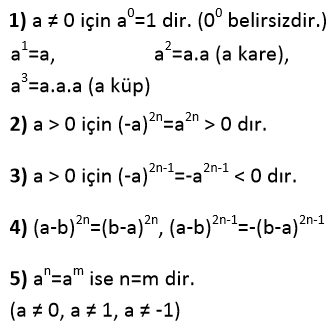 1) a ≠ 0 için a⁰=1 dir. (0⁰ belirsizdir.)
a¹=a, a²=a.a (a kare),
a³=a.a.a (a küp)
2) a > 0 için (-a)²ⁿ=a²ⁿ > 0 dır.
3) a > 0 için (-a)²ⁿ⁻¹=-a²ⁿ⁻¹ < 0 dır.
4) (a-b)²ⁿ=(b-a)²ⁿ, (a-b)²ⁿ⁻¹=-(b-a)²ⁿ⁻¹
5) aⁿ=aᵐ ise n=m dir.
(a ≠ 0, a ≠ 1, a ≠ -1)